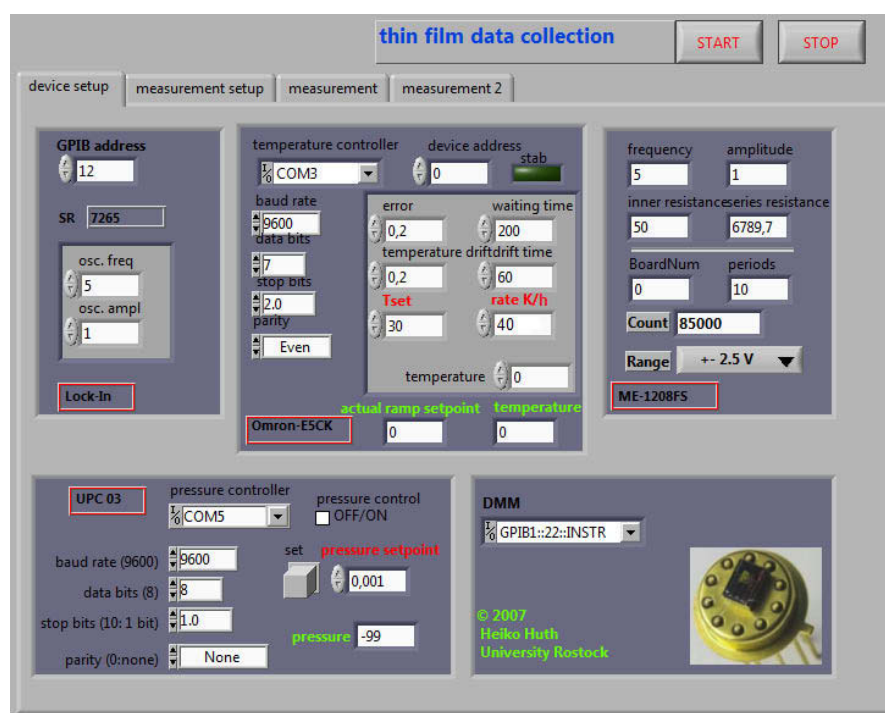 thin film data collection
START
STOP
device setup
measurement setup
measurement
measurement 2
GPIB address
12
SR 7265
osc. freq
5
osc. ampl
1
Lock-In
temperature controller
COM3
device address
0
stab
baud rate
9600
data bits
7
stop bits
2.0
parity
Even
error
0,2
waiting time
200
temperature drift
0,2
drift time
60
Tset
30
rate K/h
40
temperature 0
actual ramp setpoint
0
temperature
0
Omron-E5CK
frequency
5
amplitude
1
inner resistance
50
series resistance
6789,7
BoardNum
0
periods
10
Count 85000
Range +- 2.5 V
ME-1208FS
UPC 03
pressure controller
COM5
pressure control
OFF/ON
baud rate (9600) 9600
data bits (8) 8
stop bits (10: 1 bit) 1.0
parity (0:none) None
set
pressure setpoint
0,001
pressure -99
DMM
GPIB1::22::INSTR
© 2007
Heiko Huth
University Rostock